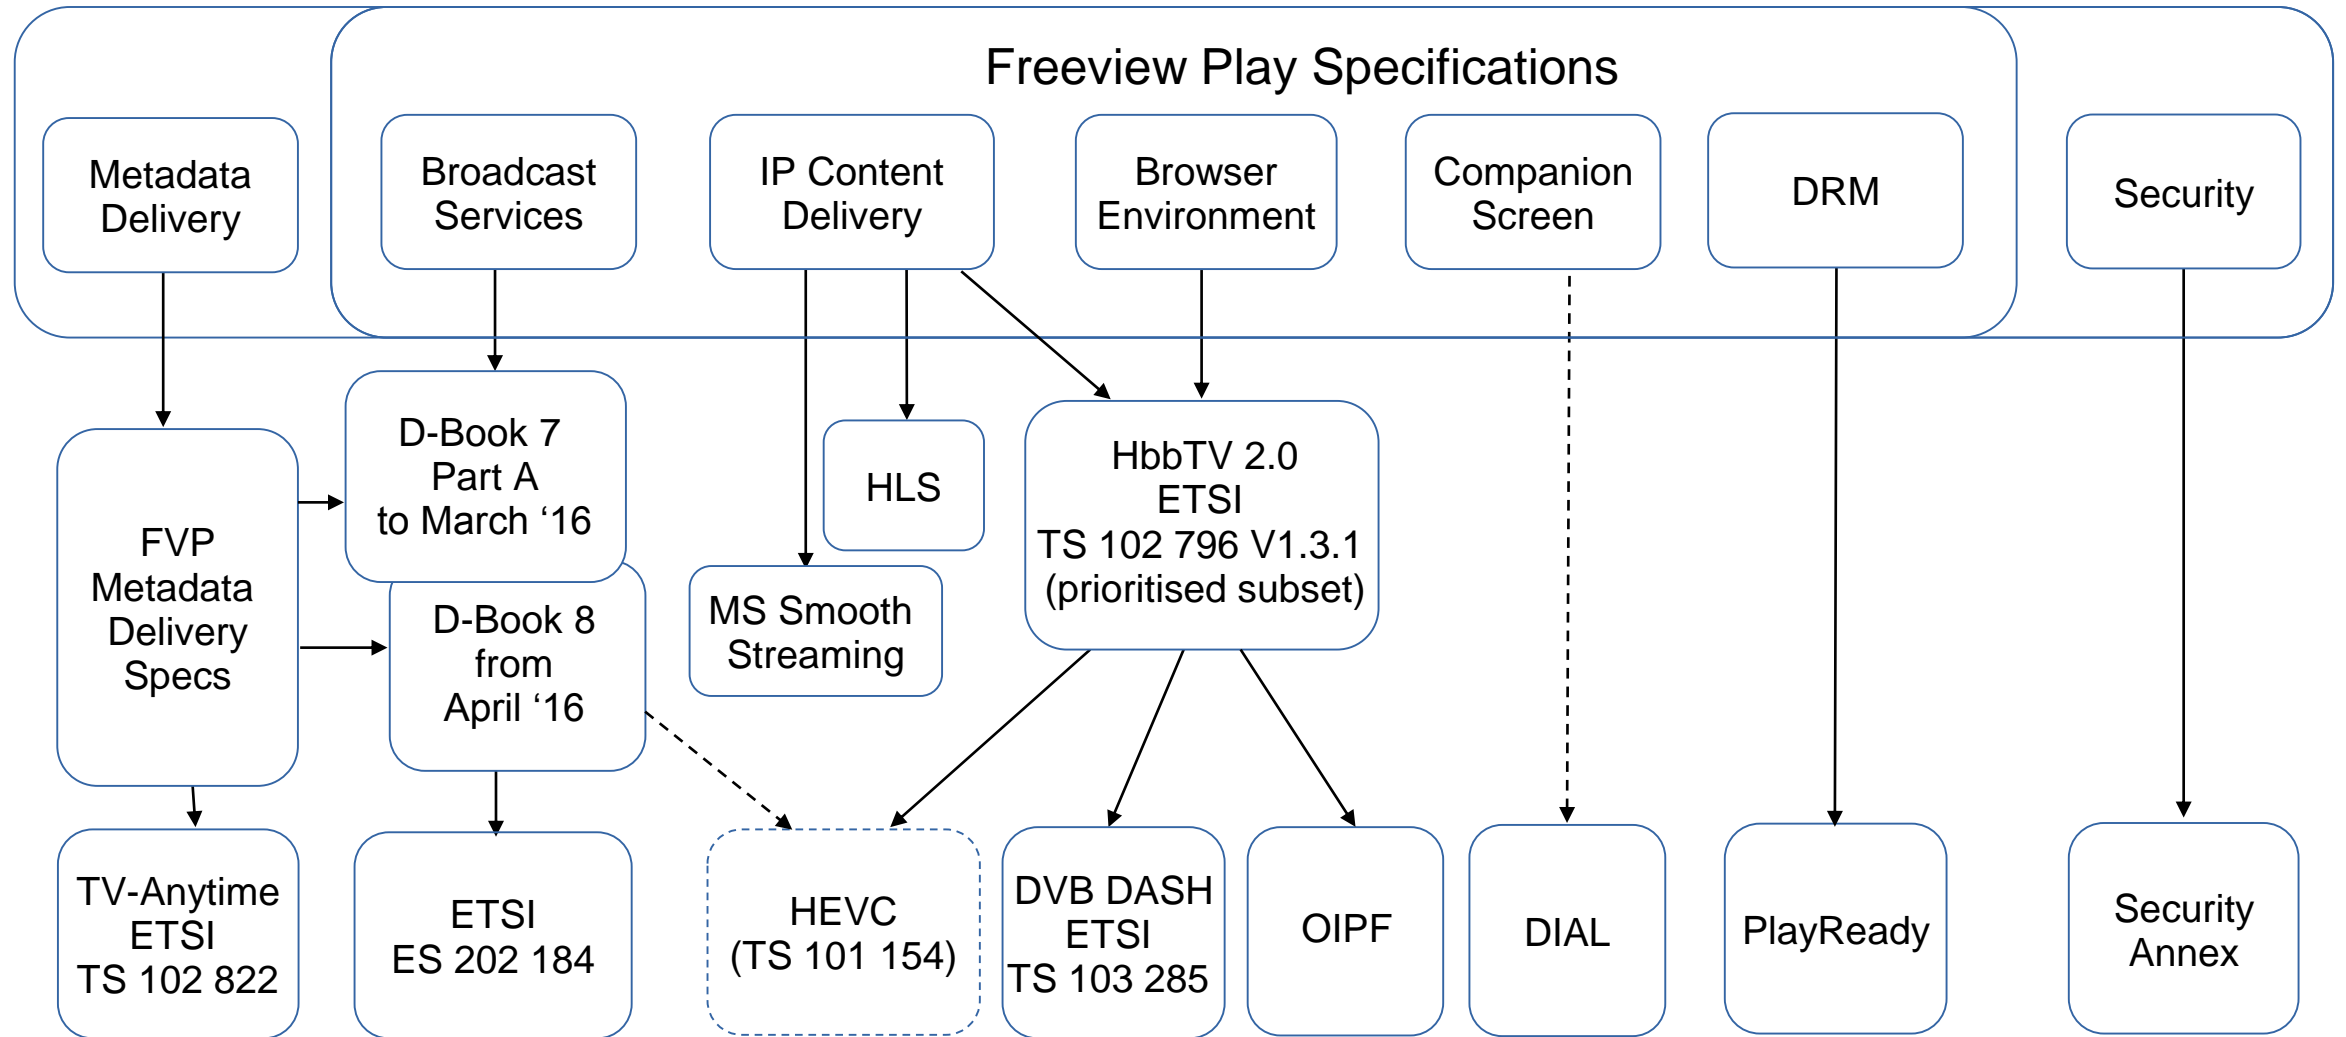 Freeview Play Specifications
Metadata
Delivery
Broadcast
Services
IP Content
Delivery
Browser
Environment
Companion
Screen
DRM
Security
FVP
Metadata
Delivery
Specs
D-Book 7
Part A
to March ‘16
D-Book 8
from
April ‘16
HLS
MS Smooth
Streaming
HbbTV 2.0
ETSI
TS 102 796 V1.3.1
(prioritised subset)
TV-Anytime
ETSI
TS 102 822
ETSI
ES 202 184
HEVC
(TS 101 154)
DVB DASH
ETSI
TS 103 285
OIPF
DIAL
PlayReady
Security
Annex